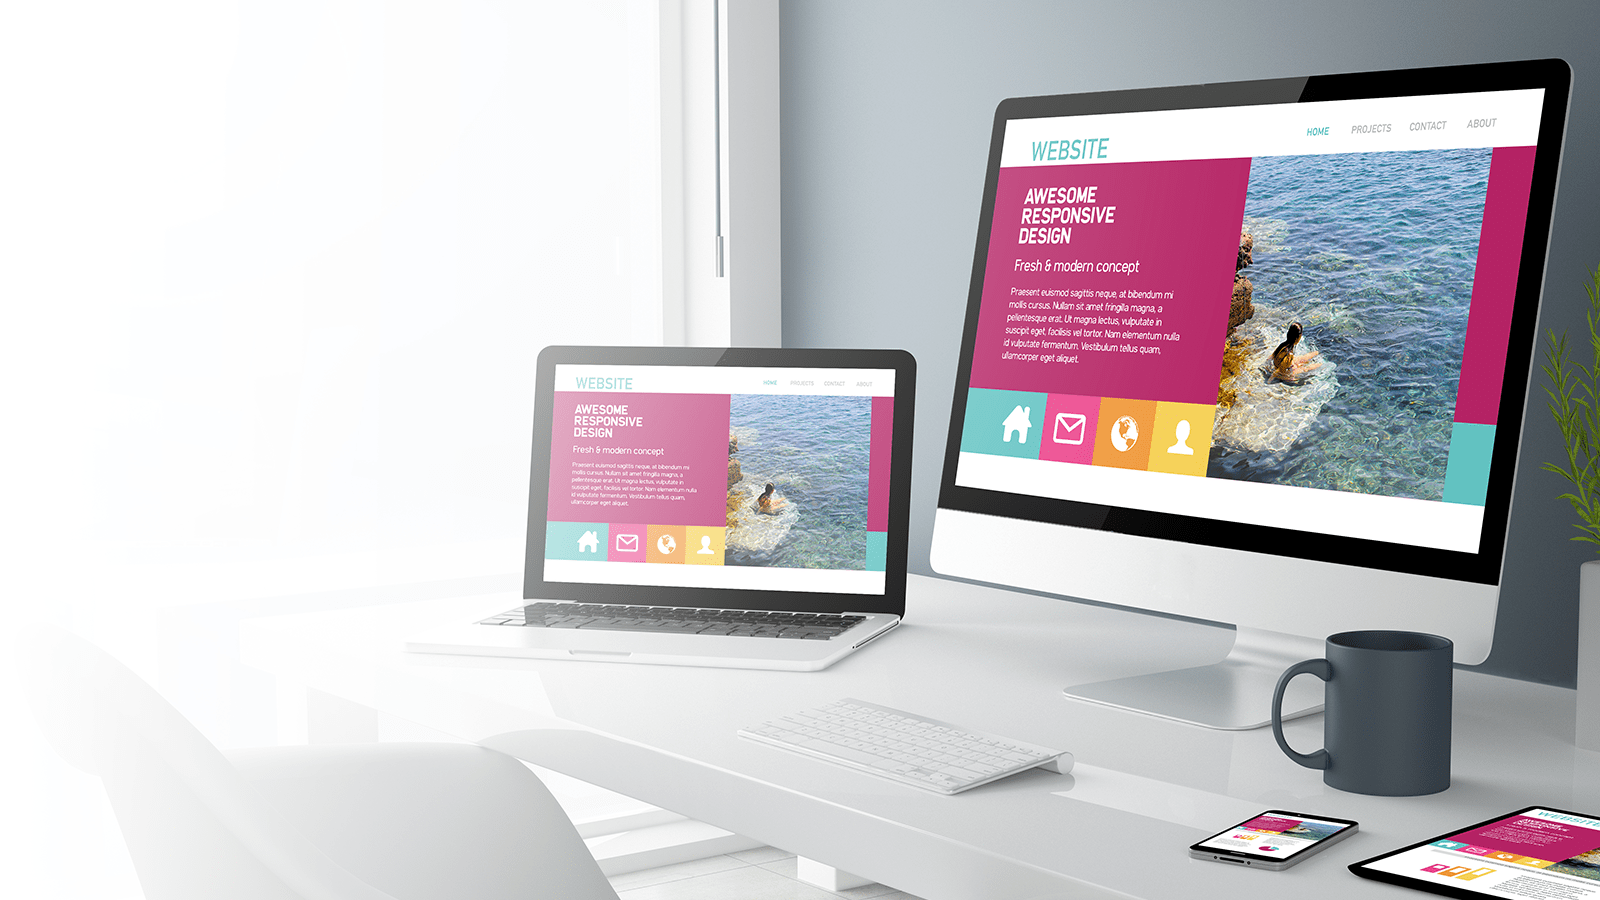 WEBSITE
HOME PROJECTS CONTACT ABOUT
AWESOME
RESPONSIVE
DESIGN
Fresh & modern concept
Praesent euismod sagittis neque, at bibendum mi
mollis cursus. Nullam sit amet fringilla magna, a
pellentesque erat. Ut magna lectus, vulputate in
suscipit eget, facilisis vel tortor. Nam elementum nulla
id vulputate fermentum. Vestibulum tellus quam,
ullamcorper eget aliquet.
WEBSITE
HOME PROJECTS CONTACT ABOUT
AWESOME
RESPONSIVE
DESIGN
Fresh & modern concept
Praesent euismod sagittis neque, at bibendum mi
mollis cursus. Nullam sit amet fringilla magna, a
pellentesque erat. Ut magna lectus, vulputate in
suscipit eget, facilisis vel tortor. Nam elementum nulla
id vulputate fermentum. Vestibulum tellus quam,
ullamcorper eget aliquet.
WEBSITE
AWESOME
RESPONSIVE
DESIGN